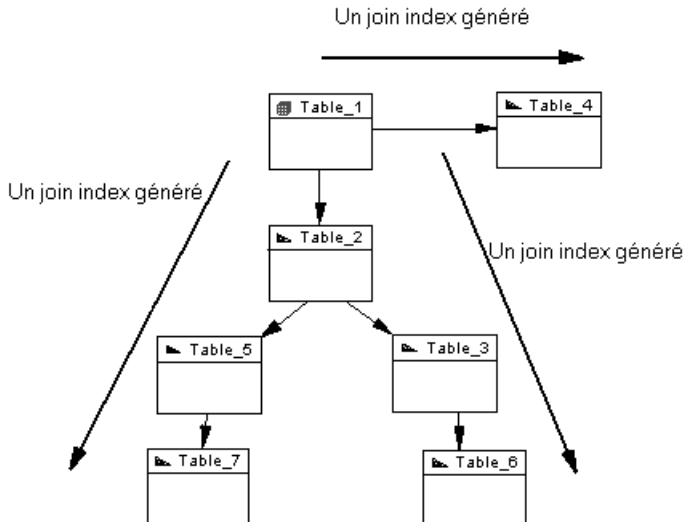 Un join index généré
Table_1
Table_4
Un join index généré
Table_2
Un join index généré
Table_5
Table_3
Table_7
Table_6